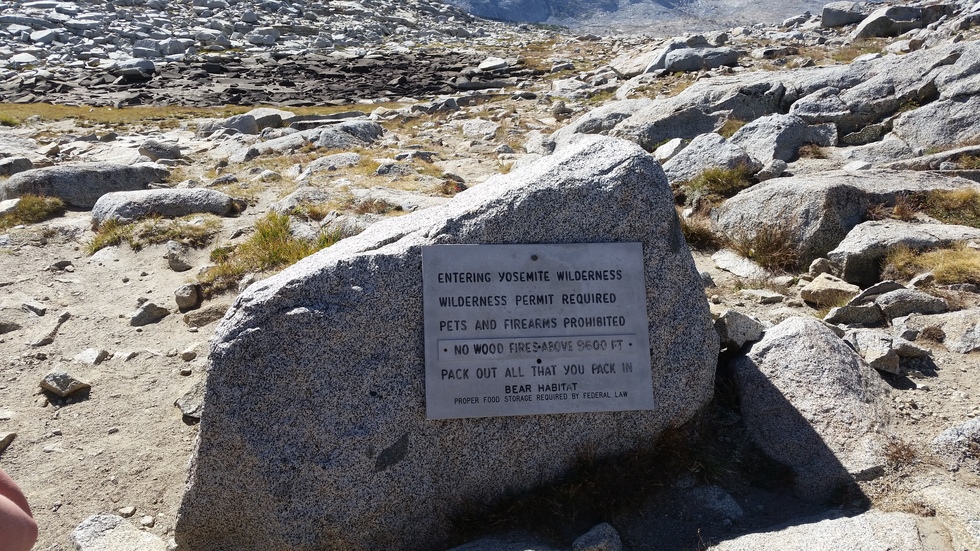 ENTERING YOSEMITE WILDERNESS
WILDERNESS PERMIT REQUIRED
PETS AND FIREARMS PROHIBITED
• NO WOOD FIRES ABOVE 9600 FT •
PACK OUT ALL THAT YOU PACK IN
BEAR HABITAT
PROPER FOOD STORAGE REQUIRED BY FEDERAL LAW